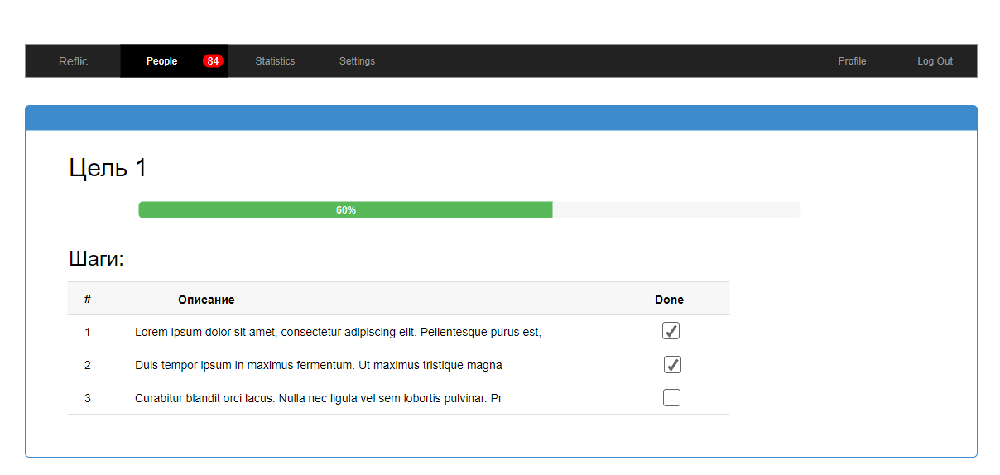 Reflic People 84 Statistics Settings Profile Log Out
Цель 1
60%
Шаги:
# Описание Done
1 Lorem ipsum dolor sit amet, consectetur adipiscing elit. Pellentesque purus est,
2 Duis tempor ipsum in maximus fermentum. Ut maximus tristique magna
3 Curabitur blandit orci lacus. Nulla nec ligula vel sem lobortis pulvinar. Pr